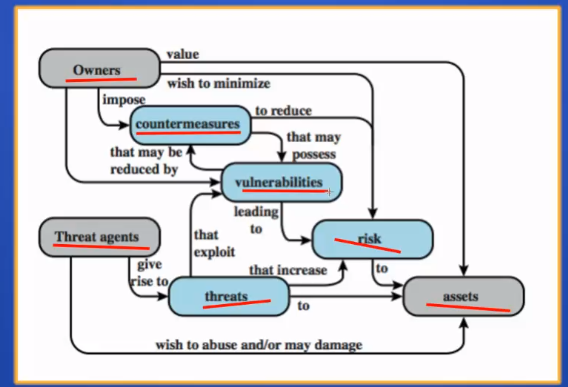 value
Owners
wish to minimize
impose
to reduce
countermeasures
that may
possess
that may be
reduced by
vulnerabilities
leading
to
Threat agents
that
exploit
risk
give
rise to
that increase
to
threats
to
assets
wish to abuse and/or may damage